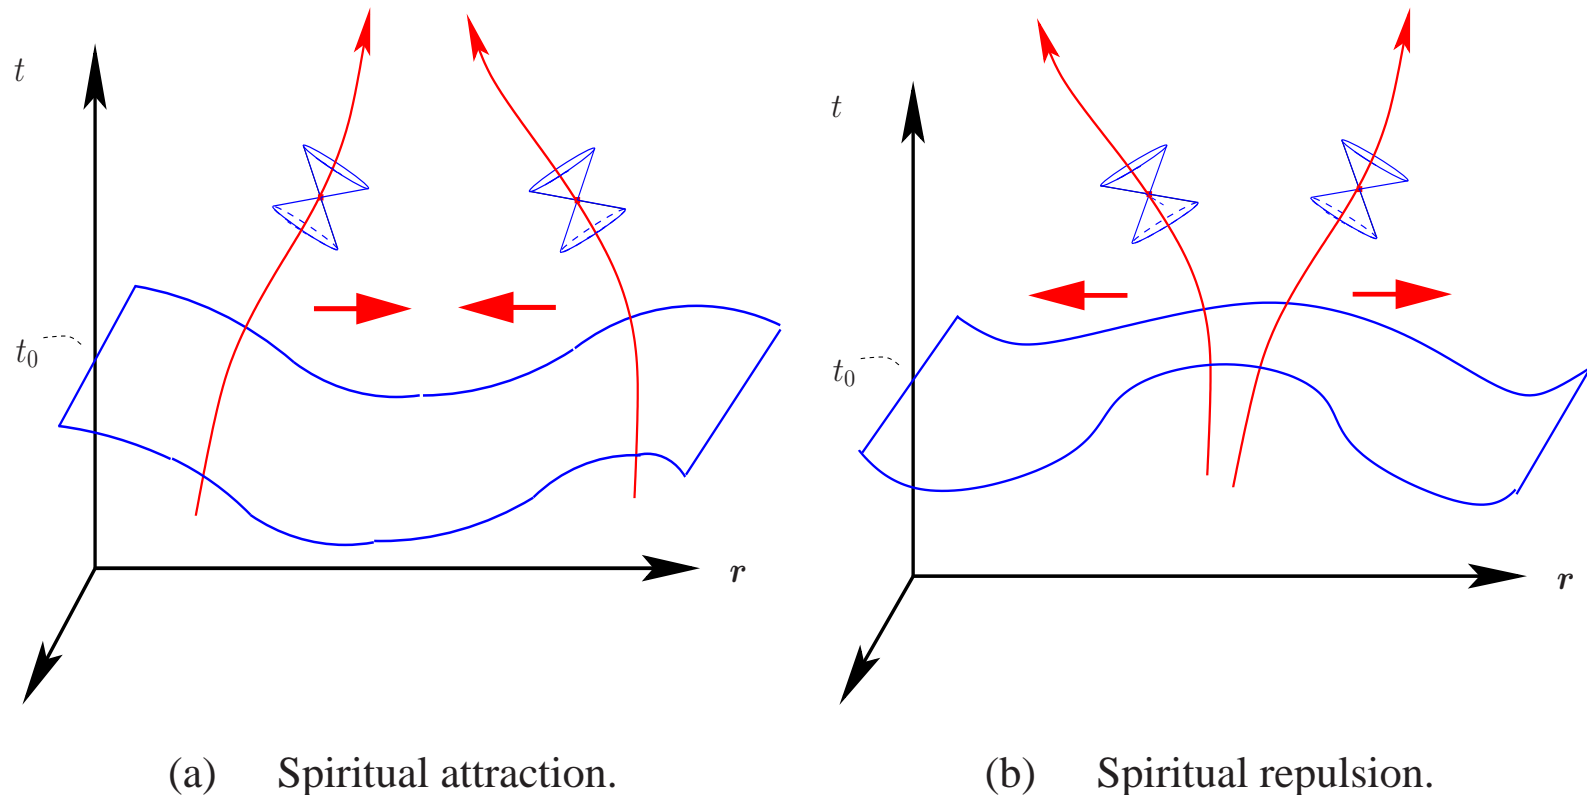 t
t
t₀
t₀
r
r
(a) Spiritual attraction.
(b) Spiritual repulsion.